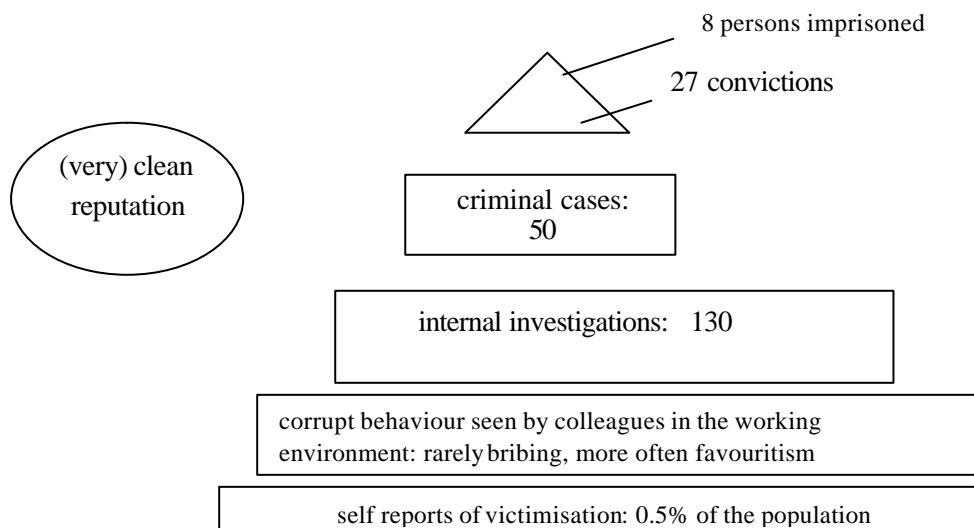 8 persons imprisoned
27 convictions
(very) clean
reputation
criminal cases:
50
internal investigations: 130
corrupt behaviour seen by colleagues in the working
environment: rarely bribing, more often favouritism
self reports of victimisation: 0.5% of the population